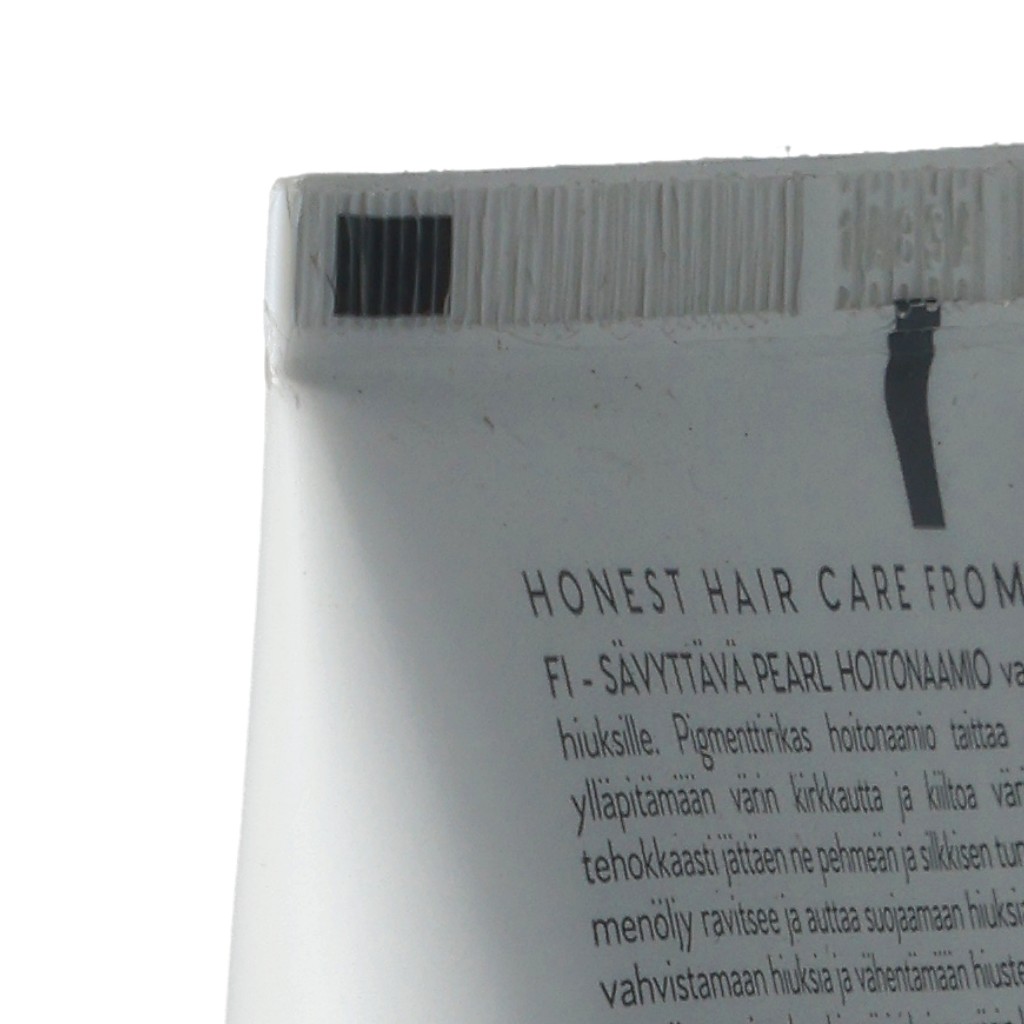 HONEST HAIR CARE FROM
FI - SÄVYTTÄVÄ PEARL HOITONAAMIO
hiuksille. Pigmenttirikas hoitonaamio taittaa
ylläpitämään värin kirkkautta ja kiiltoa
tehokkaasti jättäen ne pehmeän ja silkkisen
ravitsee ja auttaa suojaamaan
vahvistamaan hiuksia ja vähentämään